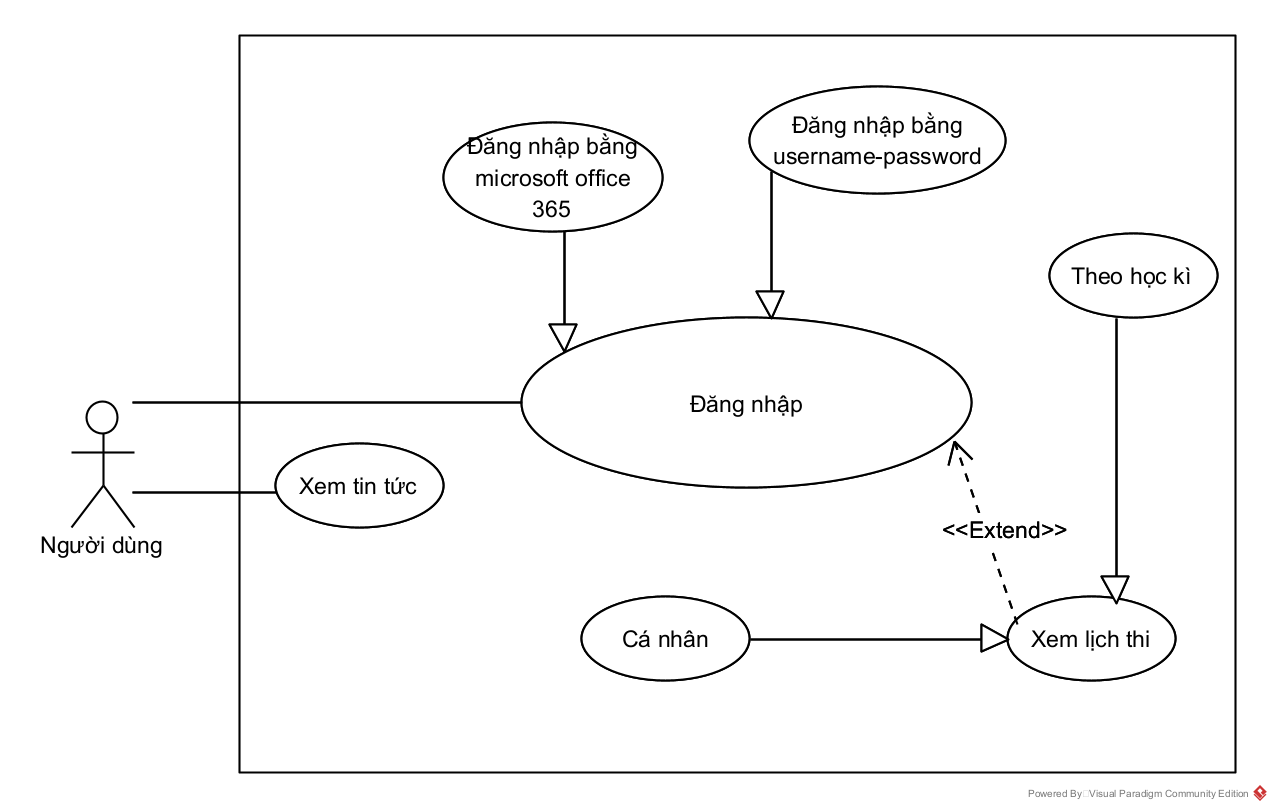 Đăng nhập bằng
username-password
Đăng nhập bằng
microsoft office
365
Theo học kì
Đăng nhập
Xem tin tức
Người dùng
<<Extend>>
Cá nhân
Xem lịch thi
Powered By Visual Paradigm Community Edition